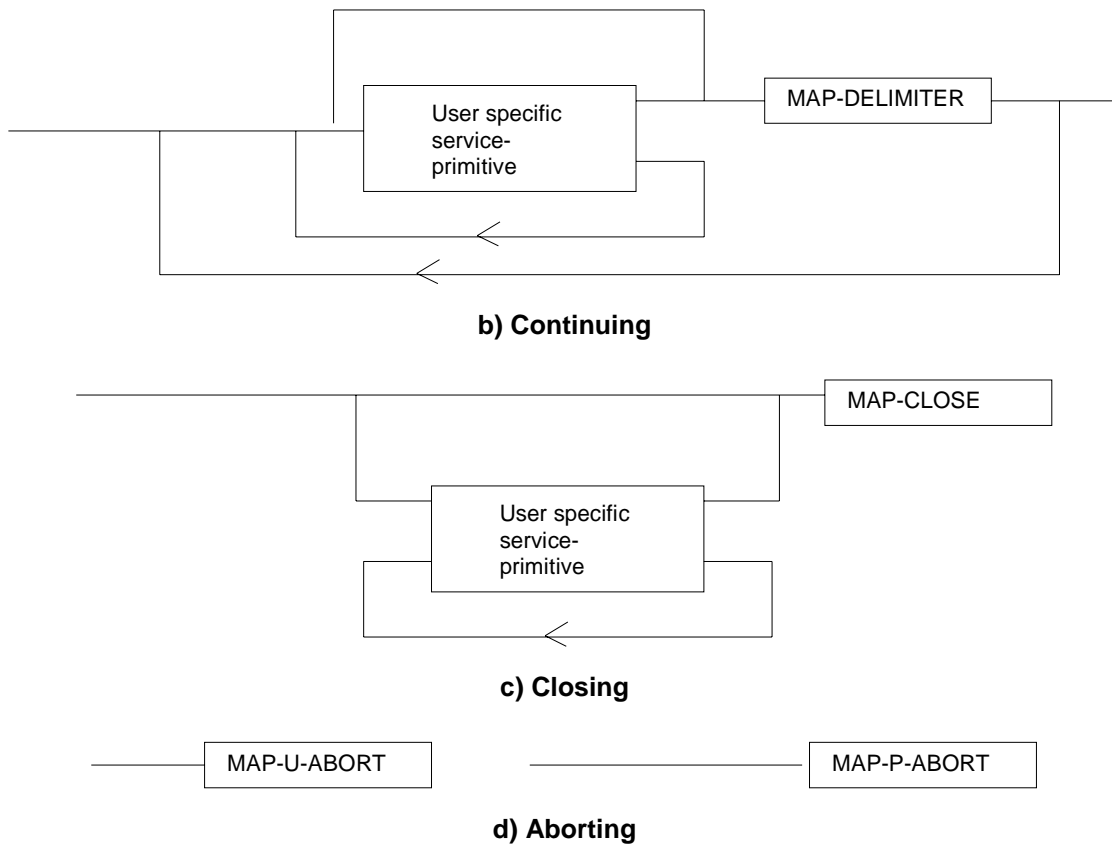 User specific
service-
primitive
MAP-DELIMITER
b) Continuing
MAP-CLOSE
User specific
service-
primitive
c) Closing
MAP-U-ABORT
MAP-P-ABORT
d) Aborting